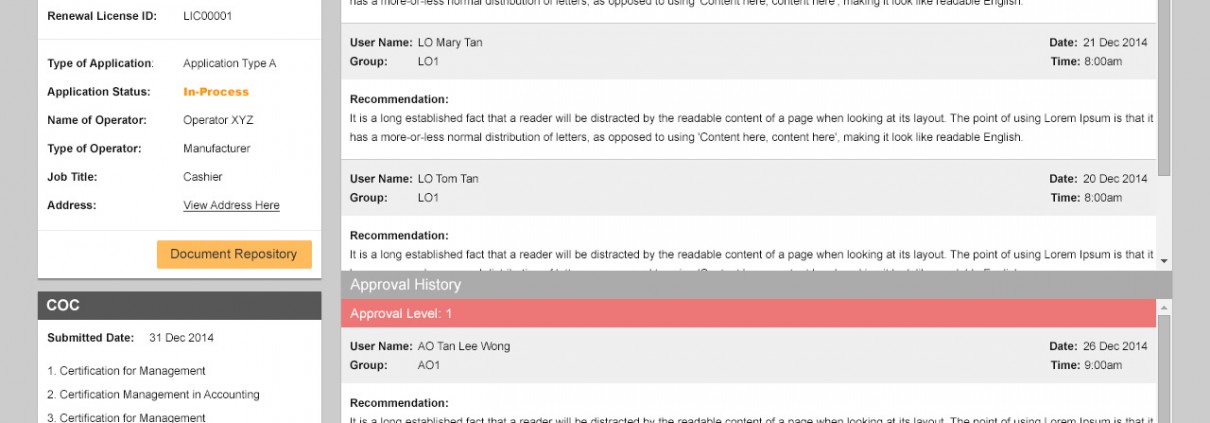 Renewal License ID: LIC00001
Type of Application: Application Type A
Application Status: In-Process
Name of Operator: Operator XYZ
Type of Operator: Manufacturer
Job Title: Cashier
Address: View Address Here
Document Repository
COC
Submitted Date: 31 Dec 2014
1. Certification for Management
2. Certification Management in Accounting
3. Certification for Management
has a more-or-less normal distribution of letters, as opposed to using 'Content here, content here', making it look like readable English.
User Name: LO Mary Tan Date: 21 Dec 2014
Group: LO1 Time: 8:00am
Recommendation:
It is a long established fact that a reader will be distracted by the readable content of a page when looking at its layout. The point of using Lorem Ipsum is that it
has a more-or-less normal distribution of letters, as opposed to using 'Content here, content here', making it look like readable English.
User Name: LO Tom Tan Date: 20 Dec 2014
Group: LO1 Time: 8:00am
Recommendation:
It is a long established fact that a reader will be distracted by the readable content of a page when looking at its layout. The point of using Lorem Ipsum is that it
Approval History
Approval Level: 1
User Name: AO Tan Lee Wong Date: 26 Dec 2014
Group: AO1 Time: 9:00am
Recommendation:
It is a long established fact that a reader will be distracted by the readable content of a page when looking at its layout. The point of using Lorem Ipsum is that it